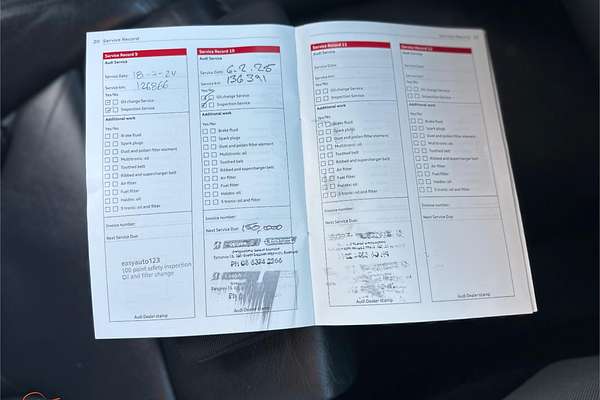 20 Service Record
Service Record 9
Audi Service
Service Date: 18-3-24
Service km: 126866
Yes/No
Oil change Service
Inspection Service
Additional work
Yes/No
Brake fluid
Spark plugs
Dust and pollen filter element
Multitronic oil
Toothed belt
Ribbed and supercharger belt
Air filter
Fuel filter
Haldex oil
S tronic oil and filter
Invoice number:
Next Service Due:
easyauto123
100 point safety inspection
Oil and filter change
Audi Dealer stamp
Service Record 10
Audi Service
Service Date: 6.2.25
Service km: 136391
Yes/No
Oil change Service
Inspection Service
Additional work
Yes/No
Brake fluid
Spark plugs
Dust and pollen filter element
Multitronic oil
Toothed belt
Ribbed and supercharger belt
Air filter
Fuel filter
Haldex oil
S tronic oil and filter
Invoice number:
Next Service Due: 150,000
Audi Dealer stamp
Service Record
Service Record 11
Audi Service
Service Date:
Service km:
Yes/No
Oil change Service
Inspection Service
Additional work
Yes/No
Brake fluid
Spark plugs
Dust and pollen filter element
Multitronic oil
Toothed belt
Ribbed and supercharger belt
Air filter
Fuel filter
Haldex oil
S tronic oil and filter
Invoice number:
Next Service Due:
Audi Dealer stamp
Service Record 12
Audi Service
Service Date:
Service km:
Yes/No
Oil change Service
Inspection Service
Additional work
Yes/No
Brake fluid
Spark plugs
Dust and pollen filter element
Multitronic oil
Toothed belt
Ribbed and supercharger belt
Air filter
Fuel filter
Haldex oil
S tronic oil and filter
Invoice number:
Next Service Due:
Audi Dealer stamp